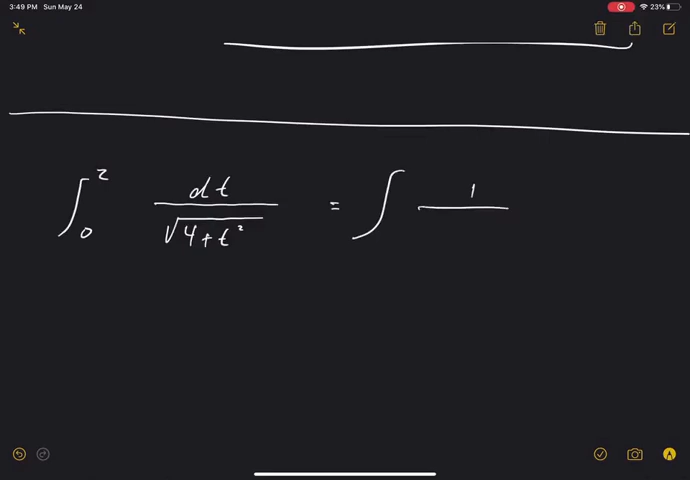 3:49 PM Sun May 24 23%
∫₀² dt/√(4+t²) = ∫ 1/